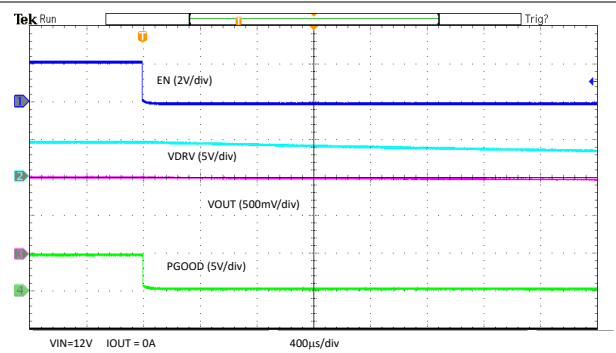 Tek Run
Trig?
T
T
EN (2V/div)
1
VDRV (5V/div)
2
VOUT (500mV/div)
3
PGOOD (5V/div)
4
VIN=12V IOUT = 0A 400µs/div